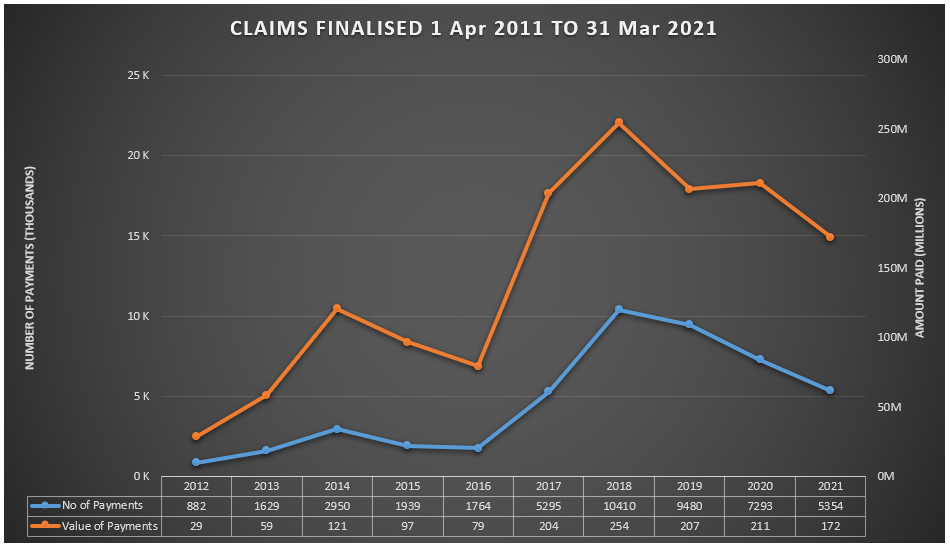 CLAIMS FINALISED 1 Apr 2011 TO 31 Mar 2021
NUMBER OF PAYMENTS (THOUSANDS)
25 K
20 K
15 K
10 K
5 K
0 K
300M
250M
200M
150M
100M
50M
0M
AMOUNT PAID (MILLIONS)
2012 2013 2014 2015 2016 2017 2018 2019 2020 2021
No of Payments 882 1629 2950 1939 1764 5295 10410 9480 7293 5354
Value of Payments 29 59 121 97 79 204 254 207 211 172